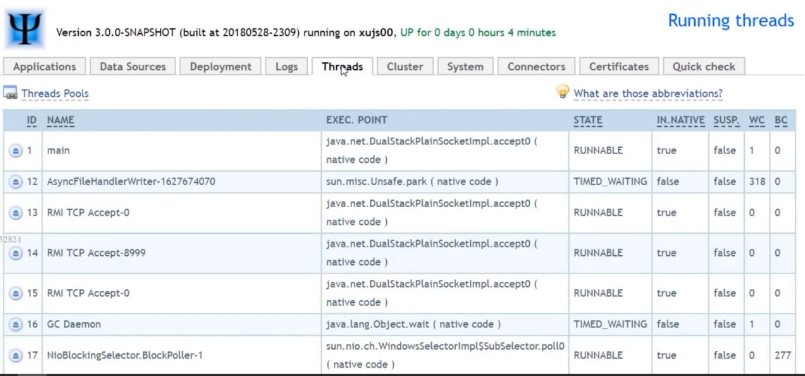 Running threads
Version 3.0.0-SNAPSHOT (built at 20180528-2309) running on xujs00, UP for 0 days 0 hours 4 minutes
Applications Data Sources Deployment Logs Threads Cluster System Connectors Certificates Quick check
Threads Pools What are those abbreviations?
ID NAME EXEC. POINT STATE IN.NATIVE SUSP. WC BC
1 main java.net.DualStackPlainSocketImpl.accept0 ( RUNNABLE true false 1 0
native code )
12 AsyncFileHandlerWriter-1627674070 sun.misc.Unsafe.park ( native code ) TIMED_WAITING false false 318 0
13 RMI TCP Accept-0 java.net.DualStackPlainSocketImpl.accept0 ( RUNNABLE true false 0 0
native code )
14 RMI TCP Accept-8999 java.net.DualStackPlainSocketImpl.accept0 ( RUNNABLE true false 0 0
native code )
15 RMI TCP Accept-0 java.net.DualStackPlainSocketImpl.accept0 ( RUNNABLE true false 0 0
native code )
16 GC Daemon java.lang.Object.wait ( native code ) TIMED_WAITING false false 1 0
17 NioBlockingSelector.BlockPoller-1 sun.nio.ch.WindowsSelectorImpl$SubSelector.poll0 RUNNABLE true false 0 277
( native code )